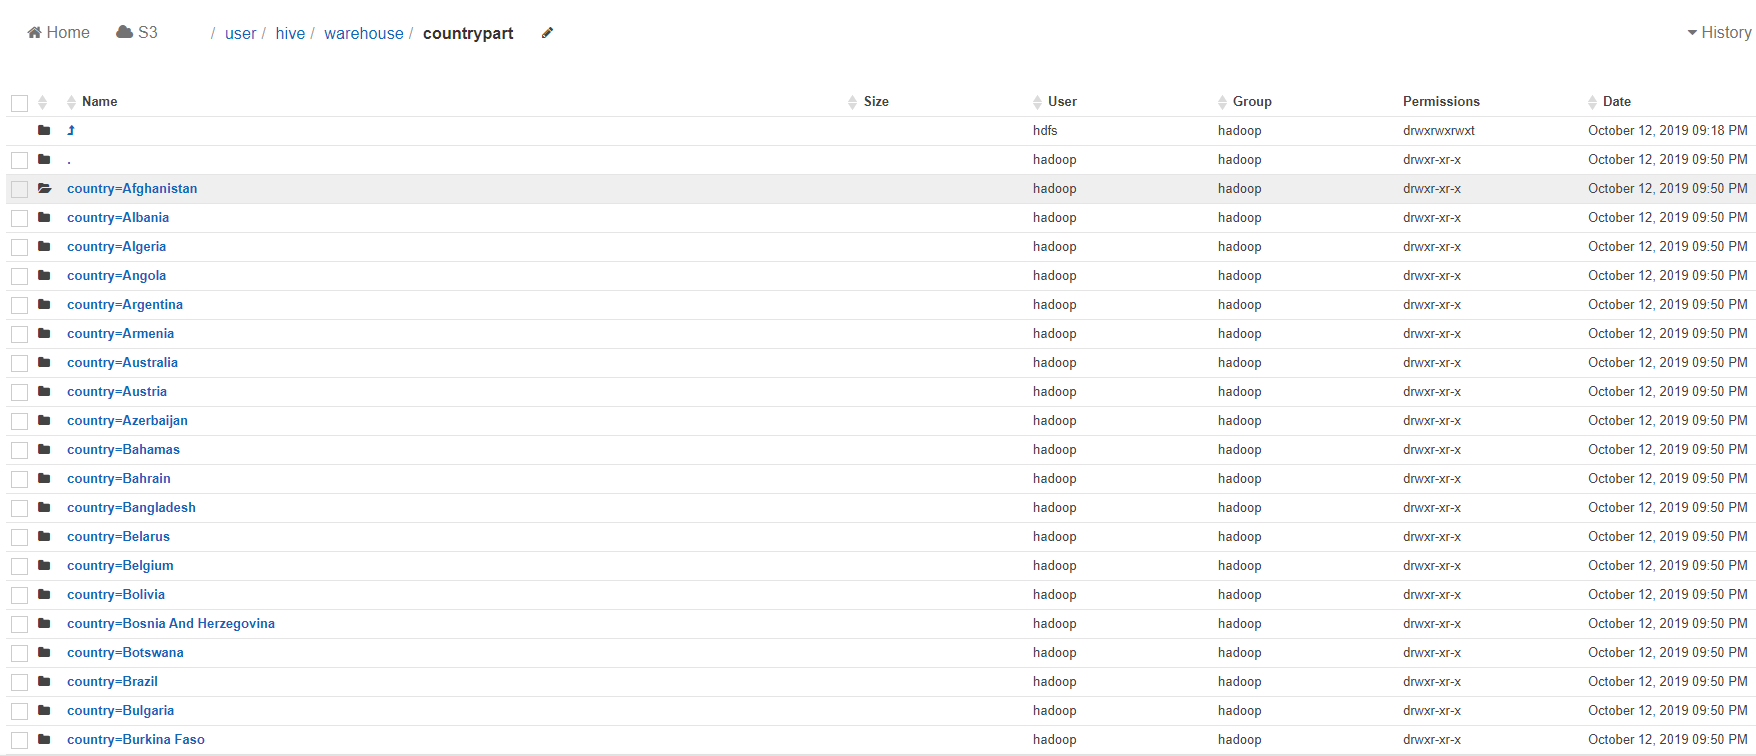 Home S3 / user / hive / warehouse / countrypart History
Name Size User Group Permissions Date
hdfs hadoop drwxrwxrwxt October 12, 2019 09:18 PM
. hadoop hadoop drwxr-xr-x October 12, 2019 09:50 PM
country=Afghanistan hadoop hadoop drwxr-xr-x October 12, 2019 09:50 PM
country=Albania hadoop hadoop drwxr-xr-x October 12, 2019 09:50 PM
country=Algeria hadoop hadoop drwxr-xr-x October 12, 2019 09:50 PM
country=Angola hadoop hadoop drwxr-xr-x October 12, 2019 09:50 PM
country=Argentina hadoop hadoop drwxr-xr-x October 12, 2019 09:50 PM
country=Armenia hadoop hadoop drwxr-xr-x October 12, 2019 09:50 PM
country=Australia hadoop hadoop drwxr-xr-x October 12, 2019 09:50 PM
country=Austria hadoop hadoop drwxr-xr-x October 12, 2019 09:50 PM
country=Azerbaijan hadoop hadoop drwxr-xr-x October 12, 2019 09:50 PM
country=Bahamas hadoop hadoop drwxr-xr-x October 12, 2019 09:50 PM
country=Bahrain hadoop hadoop drwxr-xr-x October 12, 2019 09:50 PM
country=Bangladesh hadoop hadoop drwxr-xr-x October 12, 2019 09:50 PM
country=Belarus hadoop hadoop drwxr-xr-x October 12, 2019 09:50 PM
country=Belgium hadoop hadoop drwxr-xr-x October 12, 2019 09:50 PM
country=Bolivia hadoop hadoop drwxr-xr-x October 12, 2019 09:50 PM
country=Bosnia And Herzegovina hadoop hadoop drwxr-xr-x October 12, 2019 09:50 PM
country=Botswana hadoop hadoop drwxr-xr-x October 12, 2019 09:50 PM
country=Brazil hadoop hadoop drwxr-xr-x October 12, 2019 09:50 PM
country=Bulgaria hadoop hadoop drwxr-xr-x October 12, 2019 09:50 PM
country=Burkina Faso hadoop hadoop drwxr-xr-x October 12, 2019 09:50 PM